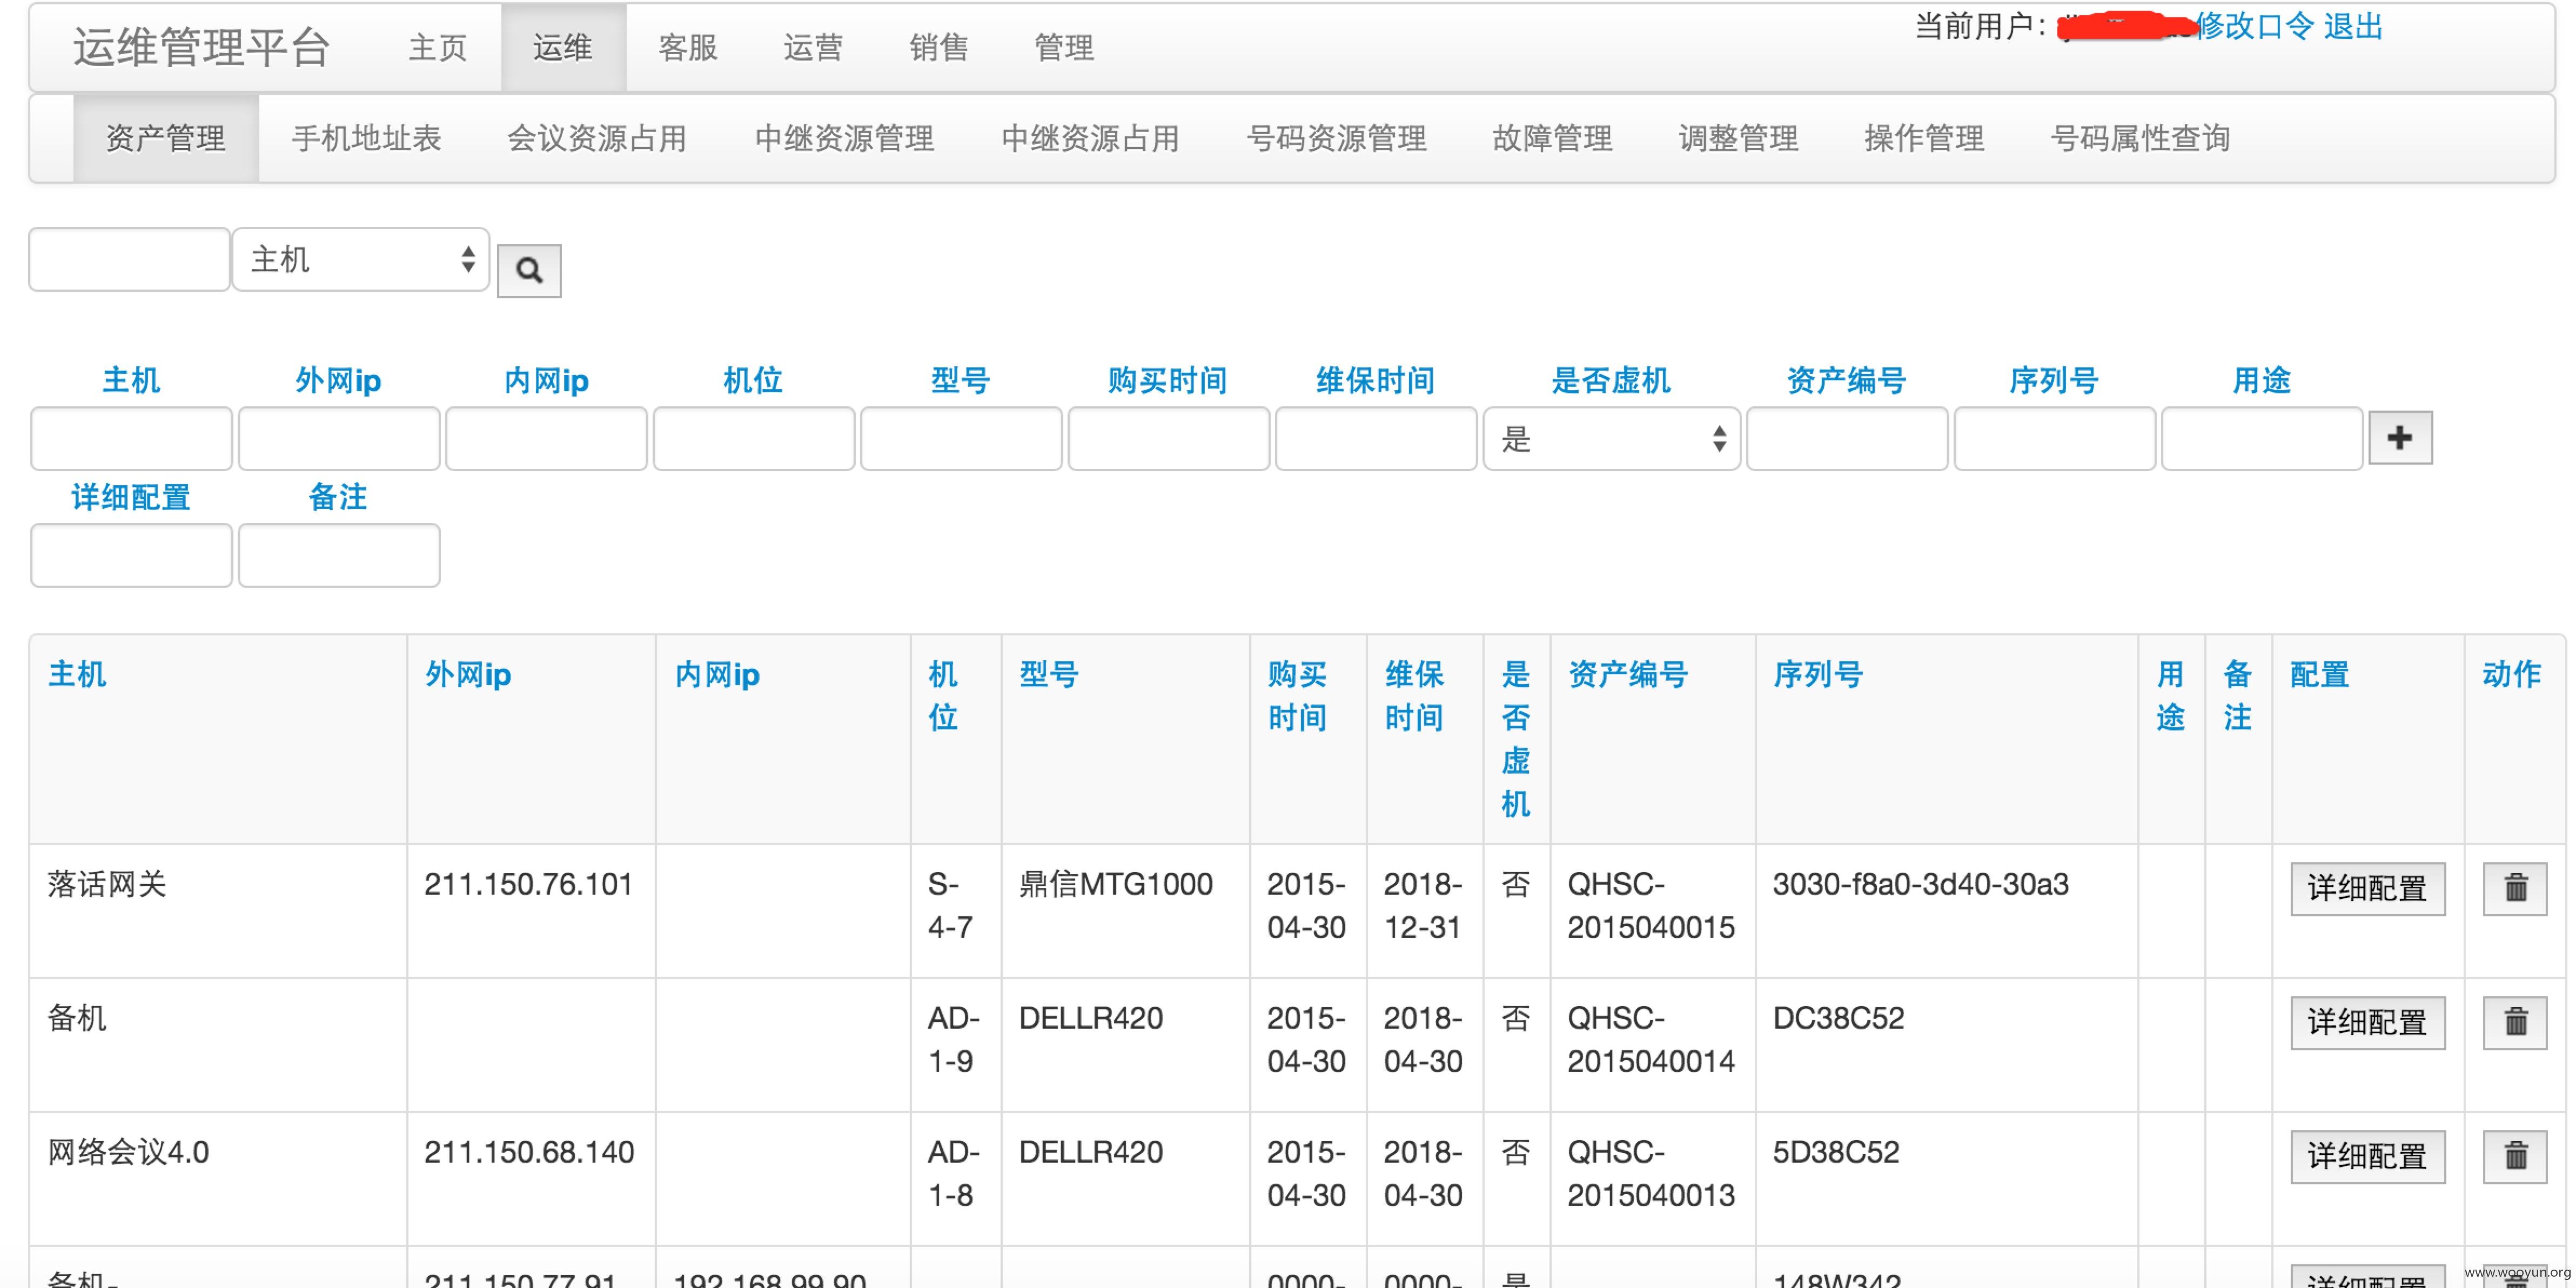 运维管理平台 主页 运维 客服 运营 销售 管理 当前用户: 修改口令 退出
资产管理 手机地址表 会议资源占用 中继资源管理 中继资源占用 号码资源管理 故障管理 调整管理 操作管理 号码属性查询
主机
主机 外网ip 内网ip 机位 型号 购买时间 维保时间 是否虚机 资产编号 序列号 用途
是
详细配置 备注
主机 外网ip 内网ip 机位 型号 购买时间 维保时间 是否虚机 资产编号 序列号 用途 备注 配置 动作
落话网关 211.150.76.101 S-4-7 鼎信MTG1000 2015-04-30 2018-12-31 否 QHSC-2015040015 3030-f8a0-3d40-30a3 详细配置
备机 AD-1-9 DELLR420 2015-04-30 2018-04-30 否 QHSC-2015040014 DC38C52 详细配置
网络会议4.0 211.150.68.140 AD-1-8 DELLR420 2015-04-30 2018-04-30 否 QHSC-2015040013 5D38C52 详细配置
备机- 211.150.77.91 192.168.99.90 0000- 0000- 是 148W342 详细配置
www.wooyun.org